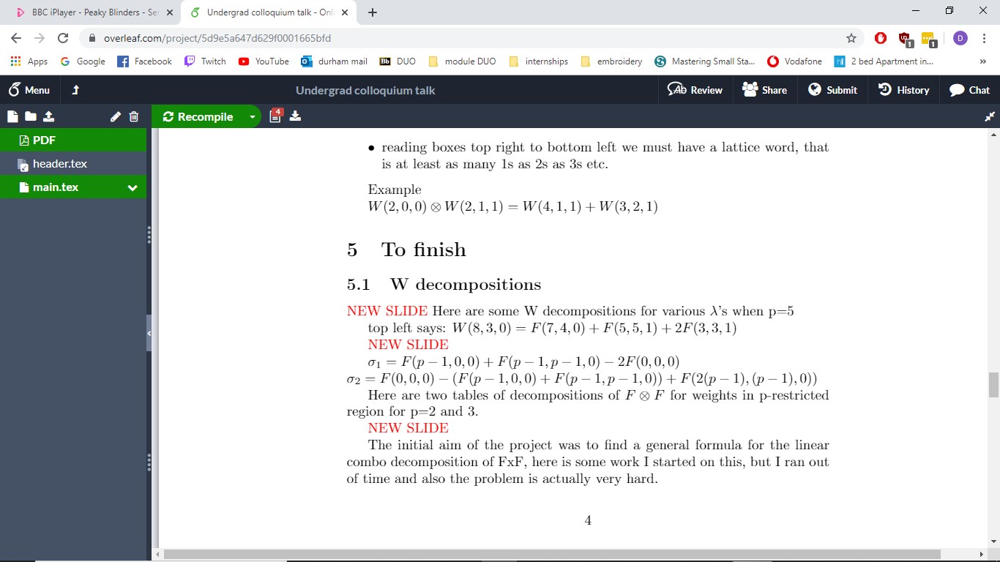 BBC iPlayer - Peaky Blinders - Ser
Undergrad colloquium talk - Onli
overleaf.com/project/5d9e5a647d629f0001665bfd
D
1
1
Apps Google Facebook Twitch YouTube durham mail Bb DUO module DUO internships embroidery Mastering Small Sta... Vodafone hl 2 bed Apartment in... »
Menu Undergrad colloquium talk Review Share Submit History Chat
Recompile 4
PDF
header.tex
main.tex
• reading boxes top right to bottom left we must have a lattice word, that
is at least as many 1s as 2s as 3s etc.
Example
W(2, 0, 0) ⊗ W(2, 1, 1) = W(4, 1, 1) + W(3, 2, 1)
5 To finish
5.1 W decompositions
NEW SLIDE Here are some W decompositions for various λ's when p=5
top left says: W(8, 3, 0) = F(7, 4, 0) + F(5, 5, 1) + 2F(3, 3, 1)
NEW SLIDE
σ1 = F(p − 1, 0, 0) + F(p − 1, p − 1, 0) − 2F(0, 0, 0)
σ2 = F(0, 0, 0) − (F(p − 1, 0, 0) + F(p − 1, p − 1, 0)) + F(2(p − 1), (p − 1), 0))
Here are two tables of decompositions of F ⊗ F for weights in p-restricted
region for p=2 and 3.
NEW SLIDE
The initial aim of the project was to find a general formula for the linear
combo decomposition of FxF, here is some work I started on this, but I ran out
of time and also the problem is actually very hard.
4